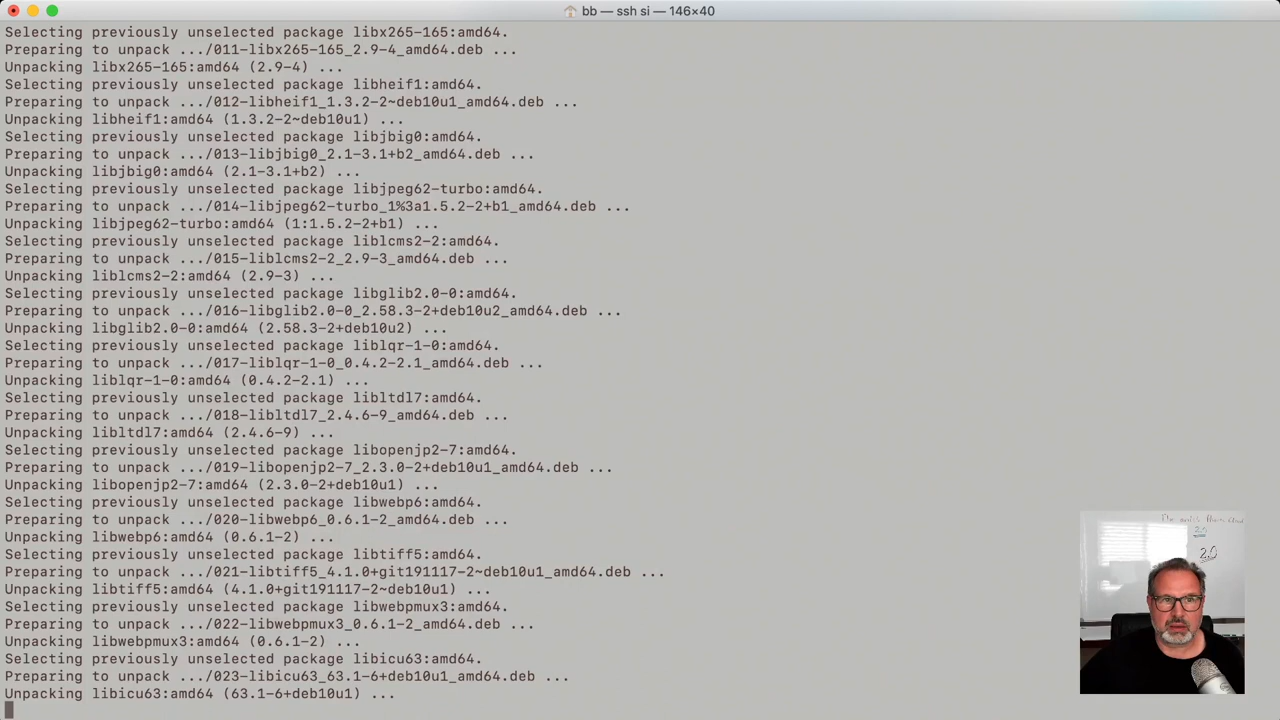 bb — ssh si — 146×40
Selecting previously unselected package libx265-165:amd64.
Preparing to unpack .../011-libx265-165_2.9-4_amd64.deb ...
Unpacking libx265-165:amd64 (2.9-4) ...
Selecting previously unselected package libheif1:amd64.
Preparing to unpack .../012-libheif1_1.3.2-2~deb10u1_amd64.deb ...
Unpacking libheif1:amd64 (1.3.2-2~deb10u1) ...
Selecting previously unselected package libjbig0:amd64.
Preparing to unpack .../013-libjbig0_2.1-3.1+b2_amd64.deb ...
Unpacking libjbig0:amd64 (2.1-3.1+b2) ...
Selecting previously unselected package libjpeg62-turbo:amd64.
Preparing to unpack .../014-libjpeg62-turbo_1%3a1.5.2-2+b1_amd64.deb ...
Unpacking libjpeg62-turbo:amd64 (1:1.5.2-2+b1) ...
Selecting previously unselected package liblcms2-2:amd64.
Preparing to unpack .../015-liblcms2-2_2.9-3_amd64.deb ...
Unpacking liblcms2-2:amd64 (2.9-3) ...
Selecting previously unselected package libglib2.0-0:amd64.
Preparing to unpack .../016-libglib2.0-0_2.58.3-2+deb10u2_amd64.deb ...
Unpacking libglib2.0-0:amd64 (2.58.3-2+deb10u2) ...
Selecting previously unselected package liblqr-1-0:amd64.
Preparing to unpack .../017-liblqr-1-0_0.4.2-2.1_amd64.deb ...
Unpacking liblqr-1-0:amd64 (0.4.2-2.1) ...
Selecting previously unselected package libltdl7:amd64.
Preparing to unpack .../018-libltdl7_2.4.6-9_amd64.deb ...
Unpacking libltdl7:amd64 (2.4.6-9) ...
Selecting previously unselected package libopenjp2-7:amd64.
Preparing to unpack .../019-libopenjp2-7_2.3.0-2+deb10u1_amd64.deb ...
Unpacking libopenjp2-7:amd64 (2.3.0-2+deb10u1) ...
Selecting previously unselected package libwebp6:amd64.
Preparing to unpack .../020-libwebp6_0.6.1-2_amd64.deb ...
Unpacking libwebp6:amd64 (0.6.1-2) ...
Selecting previously unselected package libtiff5:amd64.
Preparing to unpack .../021-libtiff5_4.1.0+git191117-2~deb10u1_amd64.deb ...
Unpacking libtiff5:amd64 (4.1.0+git191117-2~deb10u1) ...
Selecting previously unselected package libwebpmux3:amd64.
Preparing to unpack .../022-libwebpmux3_0.6.1-2_amd64.deb ...
Unpacking libwebpmux3:amd64 (0.6.1-2) ...
Selecting previously unselected package libicu63:amd64.
Preparing to unpack .../023-libicu63_63.1-6+deb10u1_amd64.deb ...
Unpacking libicu63:amd64 (63.1-6+deb10u1) ...
The quick
2.0